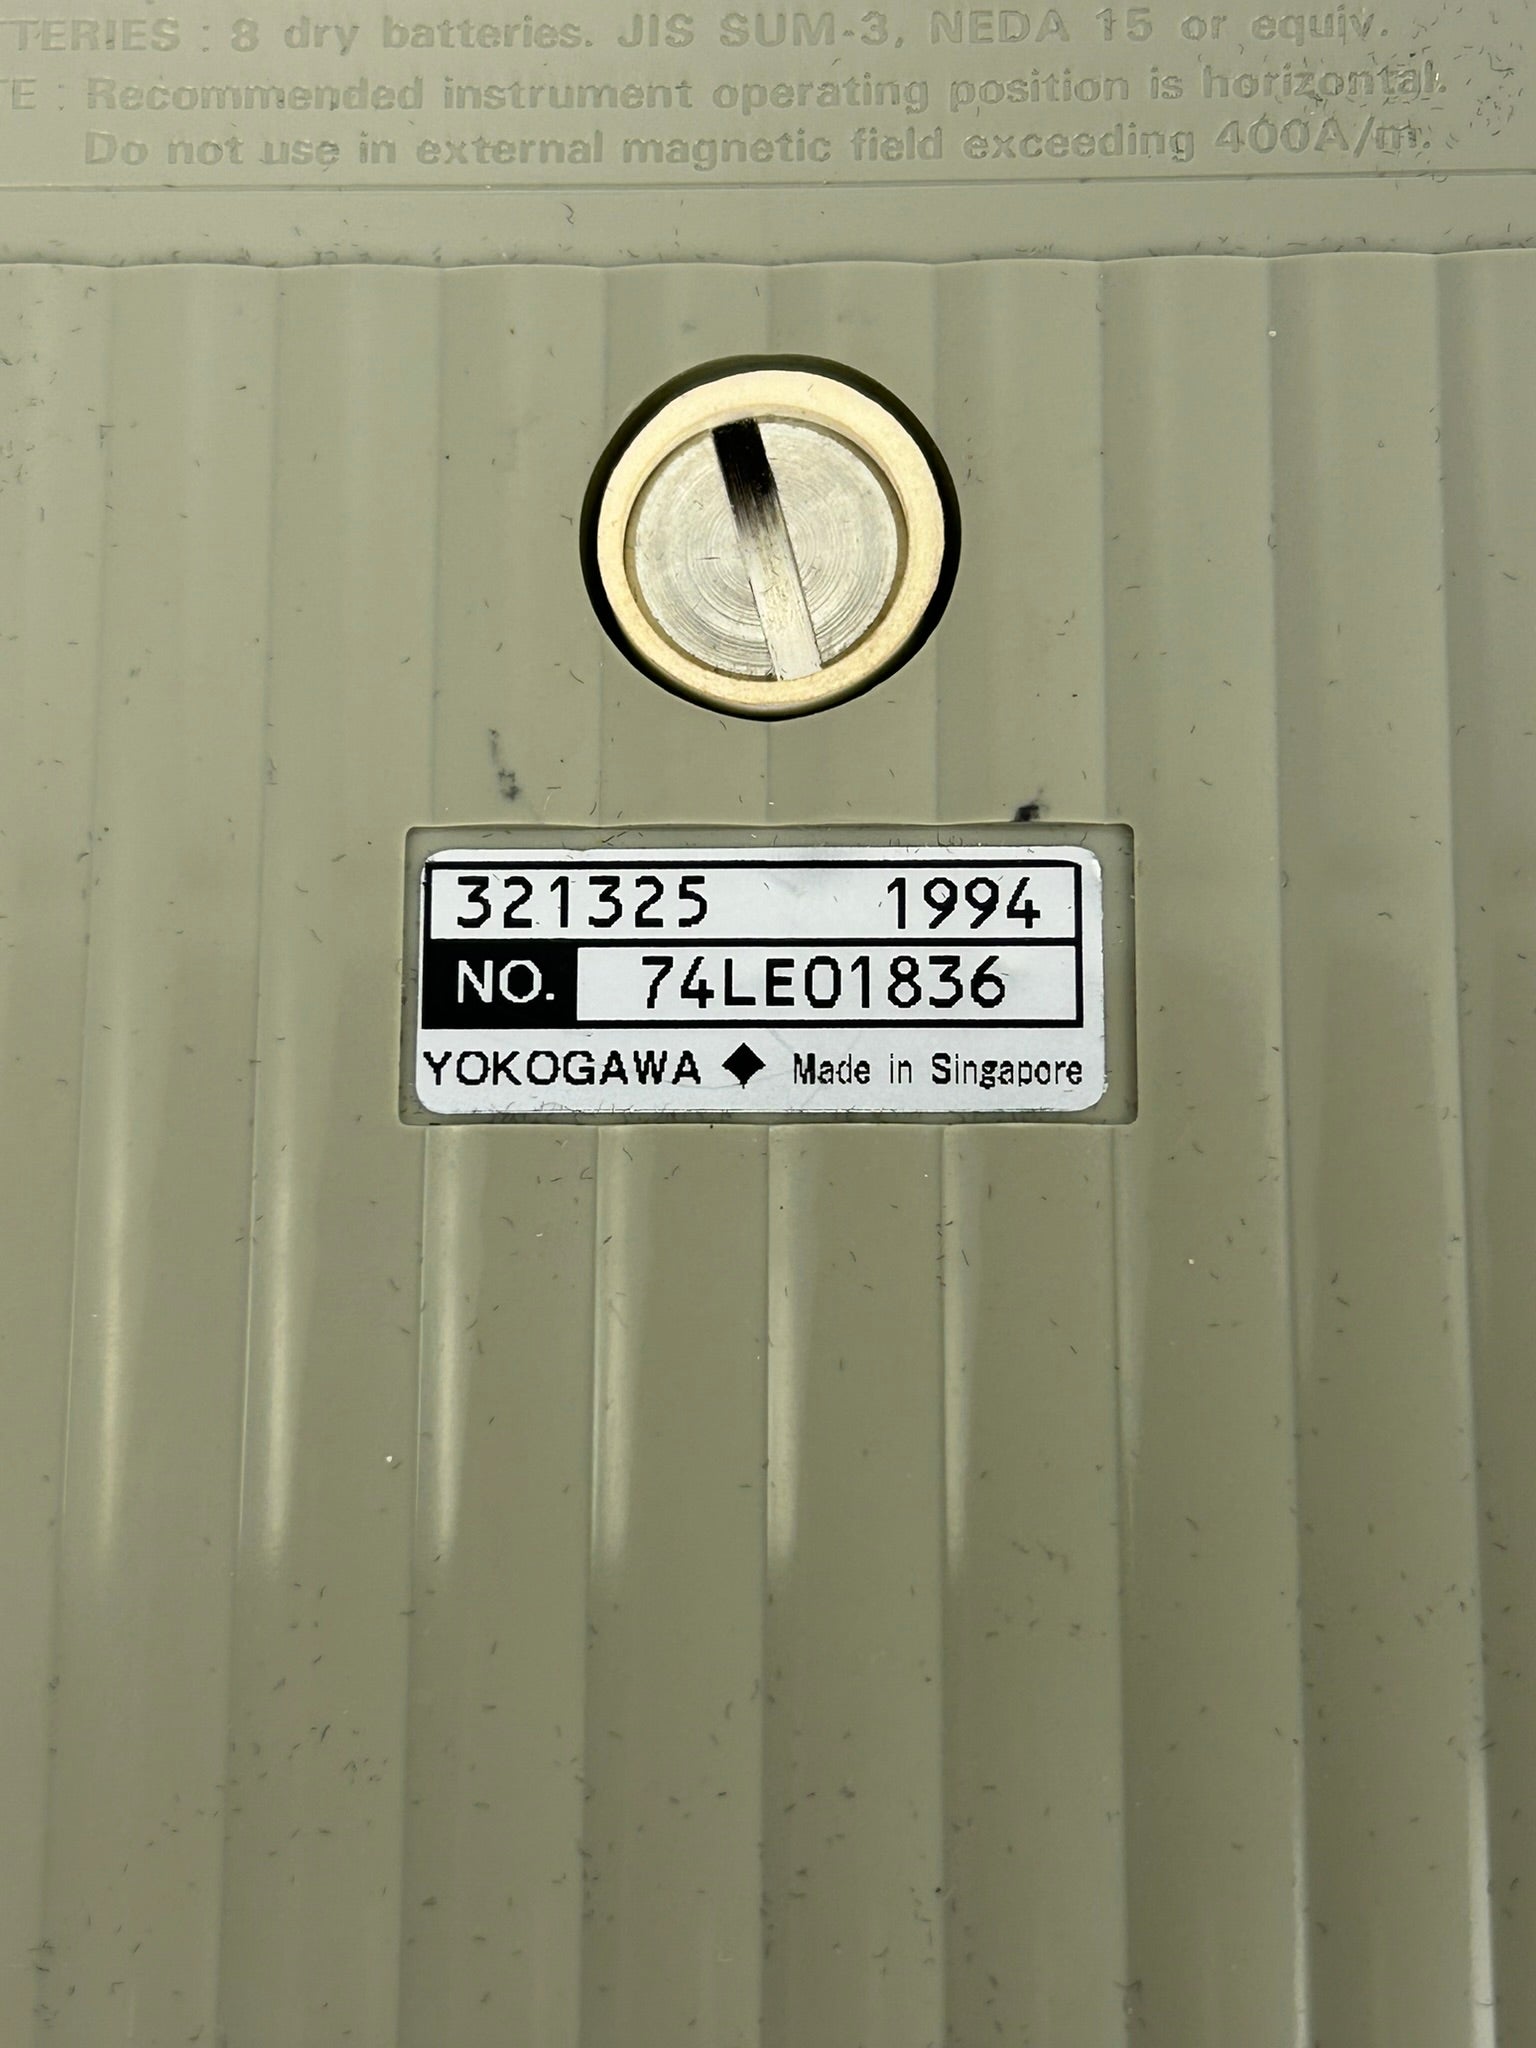 TTERIES : 8 dry batteries. JIS SUM-3, NEDA 15 or equiv.
TE : Recommended instrument operating position is horizontal.
Do not use in external magnetic field exceeding 400A/m.
321325 1994
NO. 74LE01836
YOKOGAWA ◆ Made in Singapore